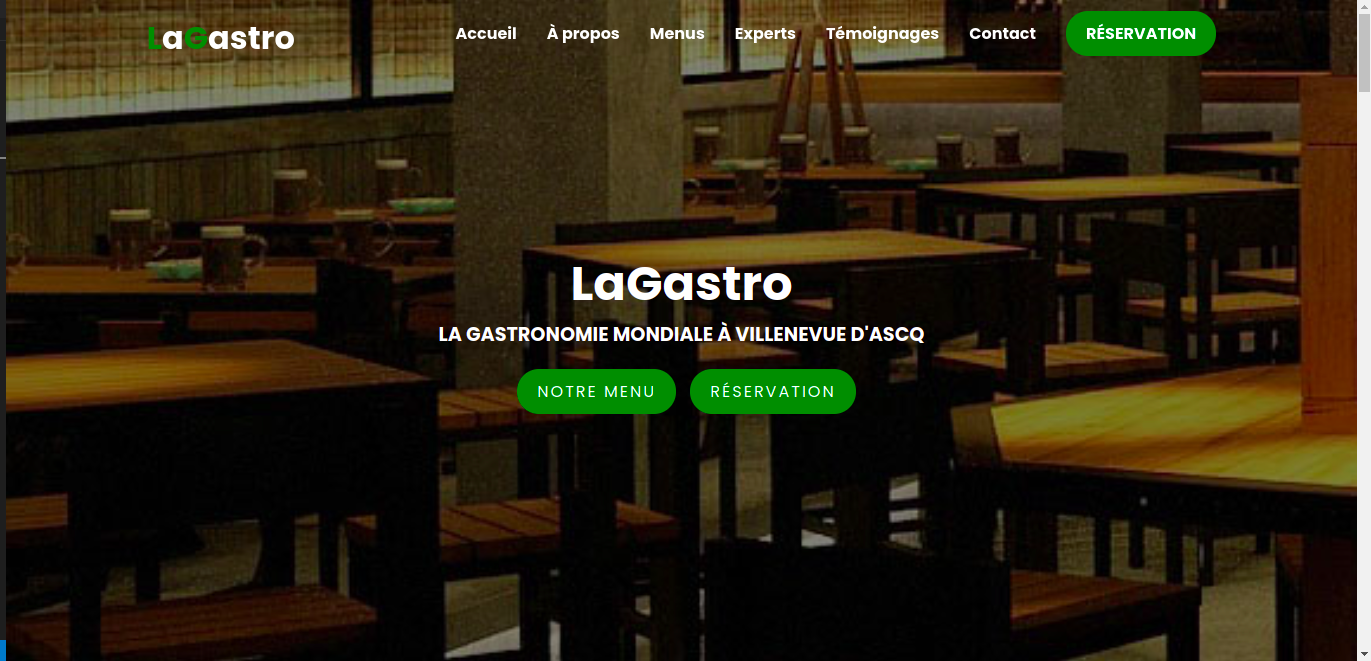 LaGastro
Accueil
À propos
Menus
Experts
Témoignages
Contact
RÉSERVATION
LaGastro
LA GASTRONOMIE MONDIALE À VILLENEVUE D'ASCQ
NOTRE MENU
RÉSERVATION